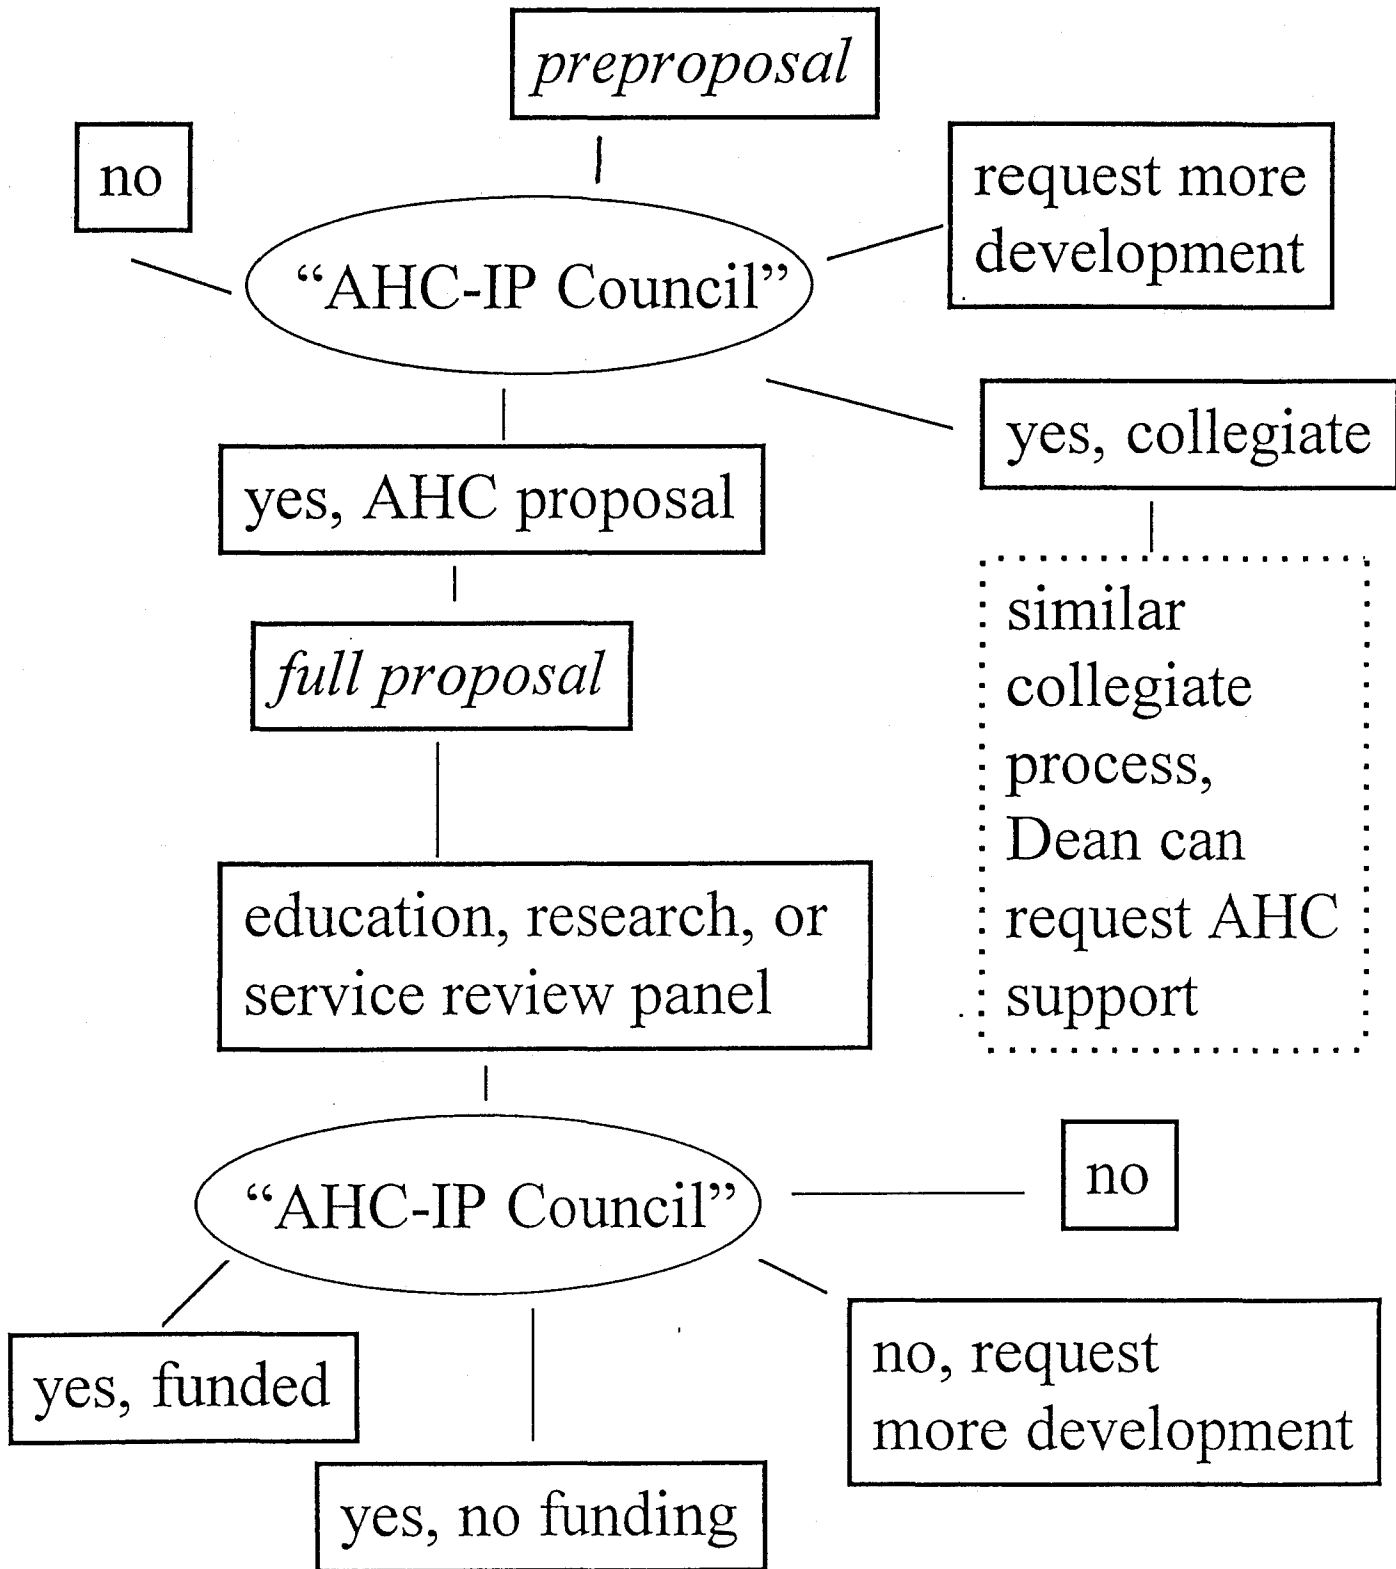 preproposal
no
request more
development
“AHC-IP Council”
yes, collegiate
yes, AHC proposal
similar
collegiate
process,
Dean can
request AHC
support
full proposal
education, research, or
service review panel
“AHC-IP Council”
no
yes, funded
no, request
more development
yes, no funding